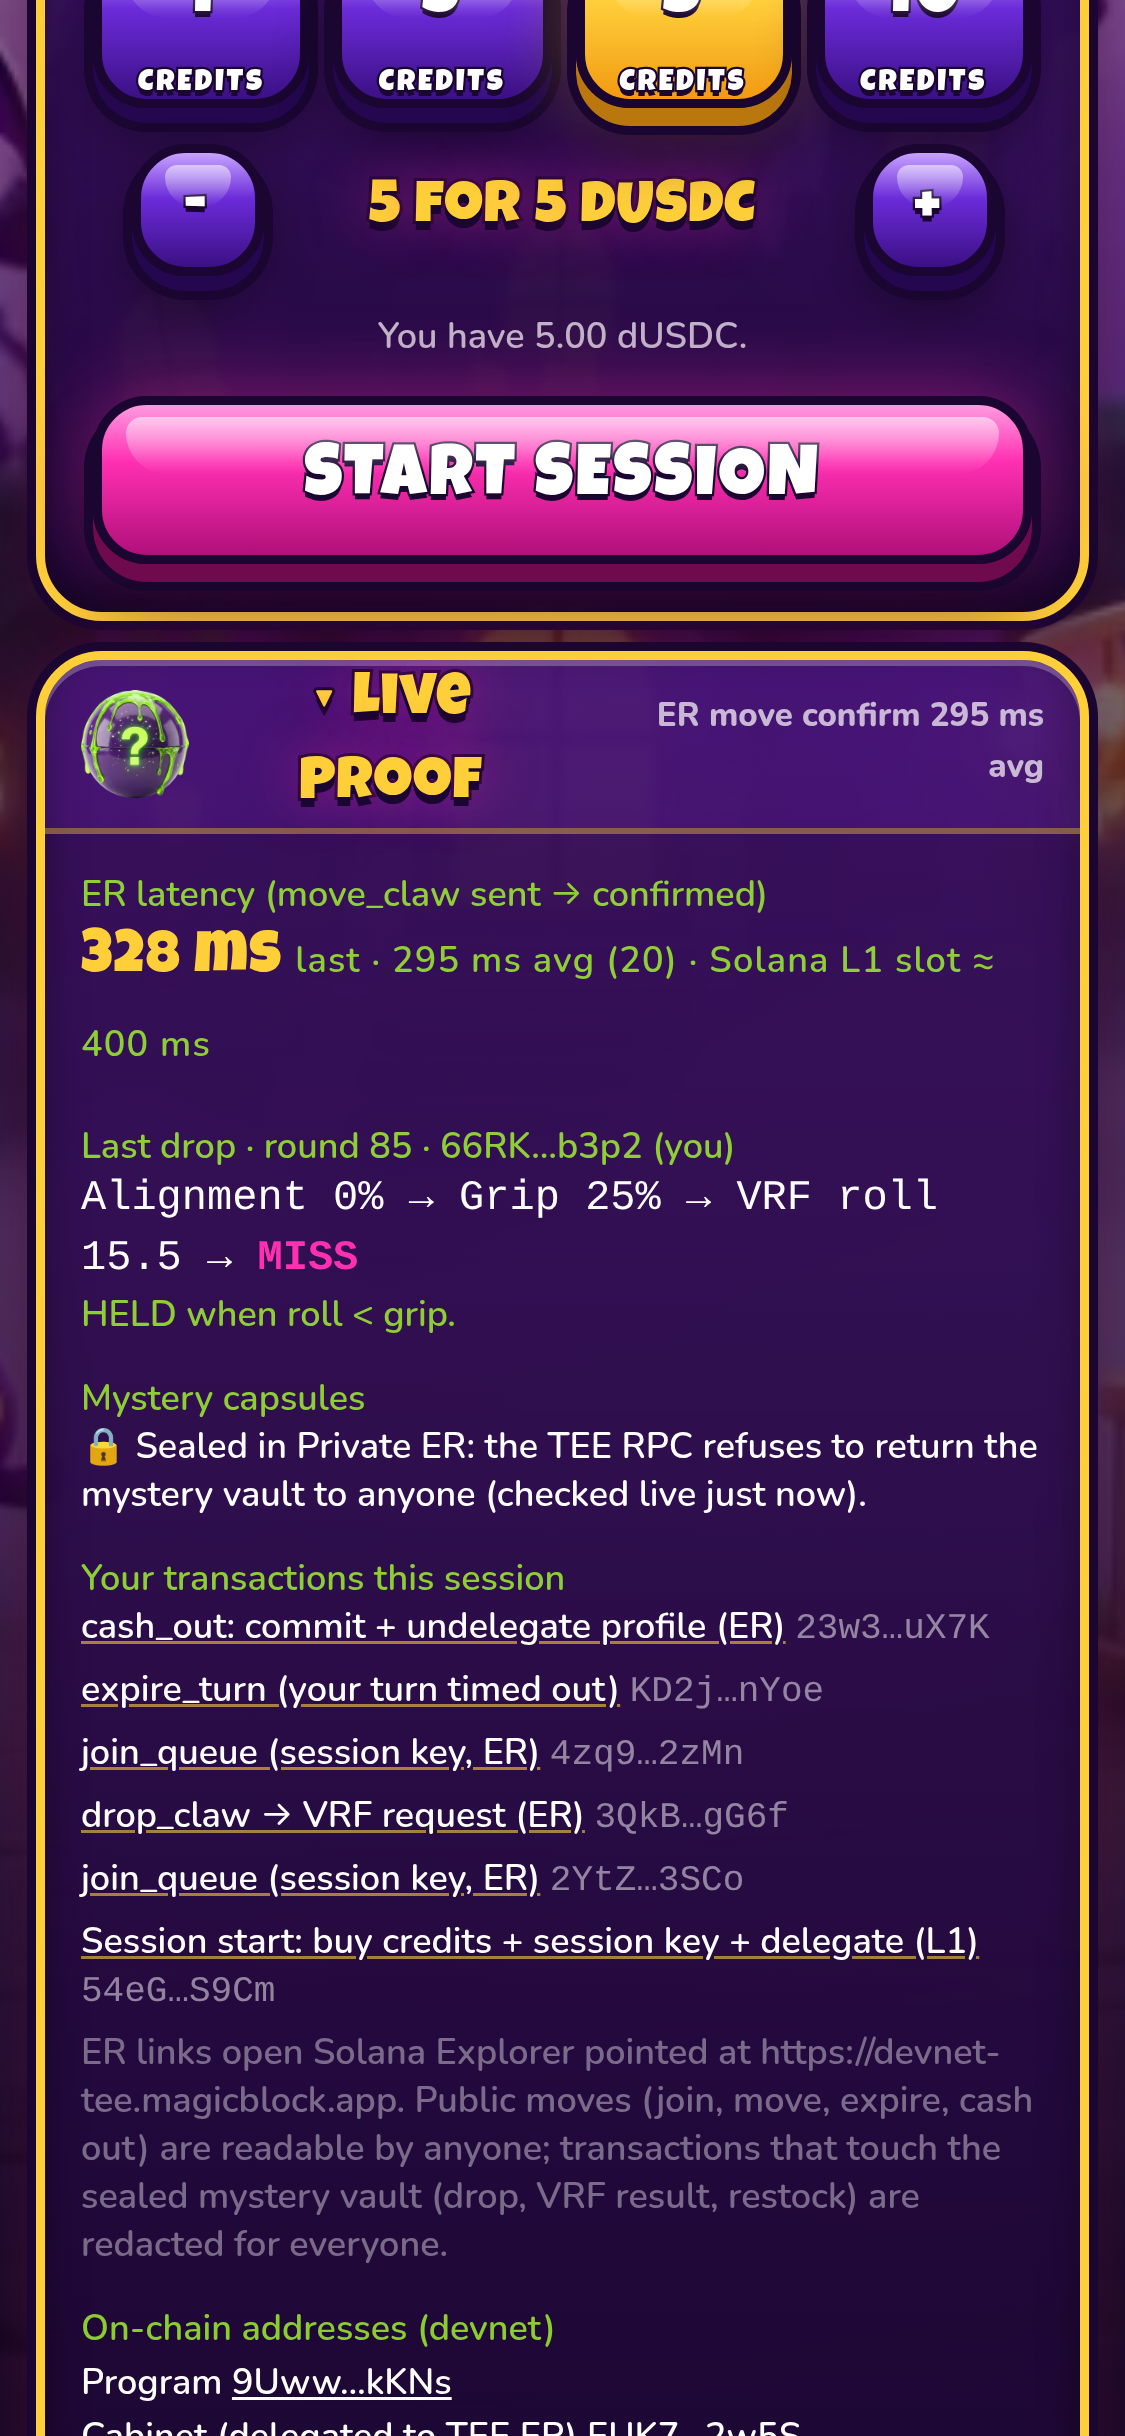 CREDITS CREDITS CREDITS CREDITS
- 5 FOR 5 DUSDC +
You have 5.00 dUSDC.
START SESSION
?
▼ LIVE
PROOF
ER move confirm 295 ms
avg
ER latency (move_claw sent → confirmed)
328 ms last · 295 ms avg (20) · Solana L1 slot ≈
400 ms
Last drop · round 85 · 66RK…b3p2 (you)
Alignment 0% → Grip 25% → VRF roll
15.5 → MISS
HELD when roll < grip.
Mystery capsules
🔒 Sealed in Private ER: the TEE RPC refuses to return the
mystery vault to anyone (checked live just now).
Your transactions this session
cash_out: commit + undelegate profile (ER) 23w3…uX7K
expire_turn (your turn timed out) KD2j…nYoe
join_queue (session key, ER) 4zq9…2zMn
drop_claw → VRF request (ER) 3QkB…gG6f
join_queue (session key, ER) 2YtZ…3SCo
Session start: buy credits + session key + delegate (L1)
54eG…S9Cm
ER links open Solana Explorer pointed at https://devnet-
tee.magicblock.app. Public moves (join, move, expire, cash
out) are readable by anyone; transactions that touch the
sealed mystery vault (drop, VRF result, restock) are
redacted for everyone.
On-chain addresses (devnet)
Program 9Uww…kKNs
Cabinet (delegated to TEE ER)